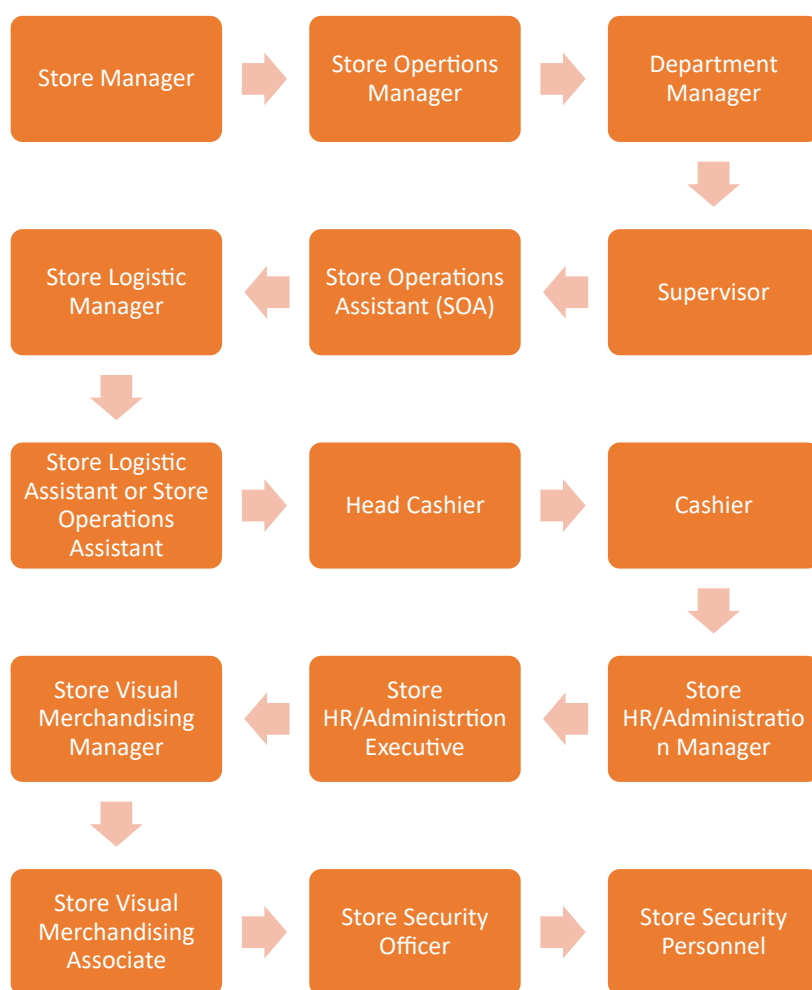 Store Manager
Store Opertions
Manager
Department
Manager
Supervisor
Store Operations
Assistant (SOA)
Store Logistic
Manager
Store Logistic
Assistant or Store
Operations
Assistant
Head Cashier
Cashier
Store
HR/Administratio
n Manager
Store
HR/Administrtion
Executive
Store Visual
Merchandising
Manager
Store Visual
Merchandising
Associate
Store Security
Officer
Store Security
Personnel